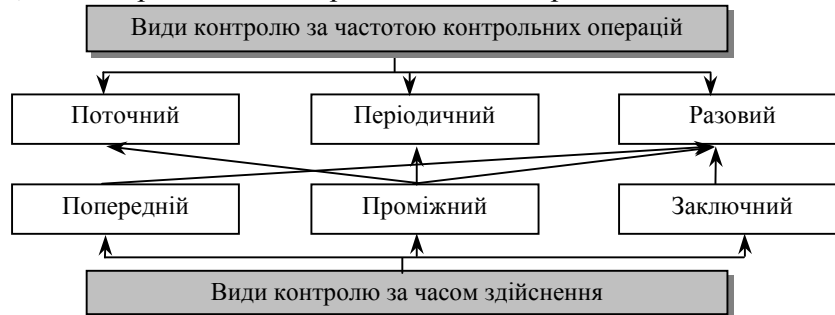 Види контролю за частотою контрольних операцій
Поточний
Періодичний
Разовий
Попередній
Проміжний
Заключний
Види контролю за часом здійснення